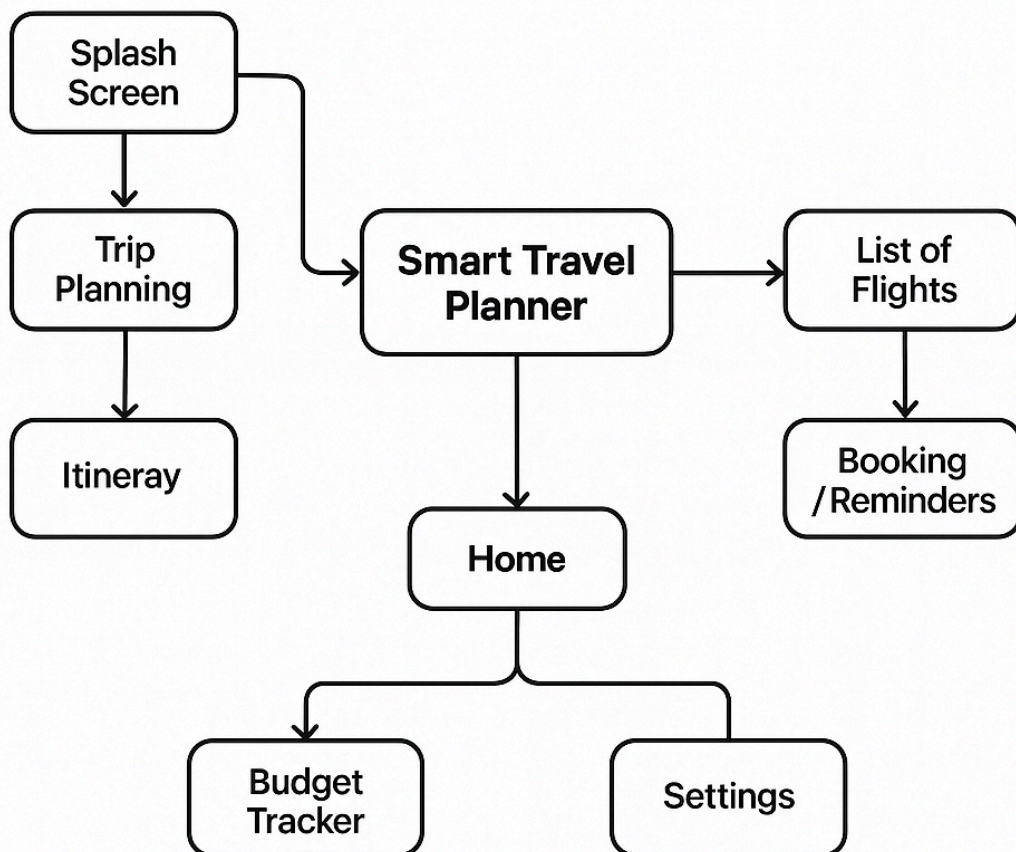 Splash
Screen
Trip
Planning
Smart Travel
Planner
List of
Flights
Itineray
Booking
/Reminders
Home
Budget
Tracker
Settings